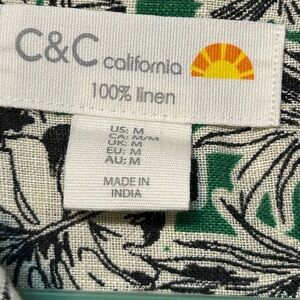 C&C california
100% linen
US: M
CA: M/M
UK: M
EU: M
AU: M
MADE IN
INDIA